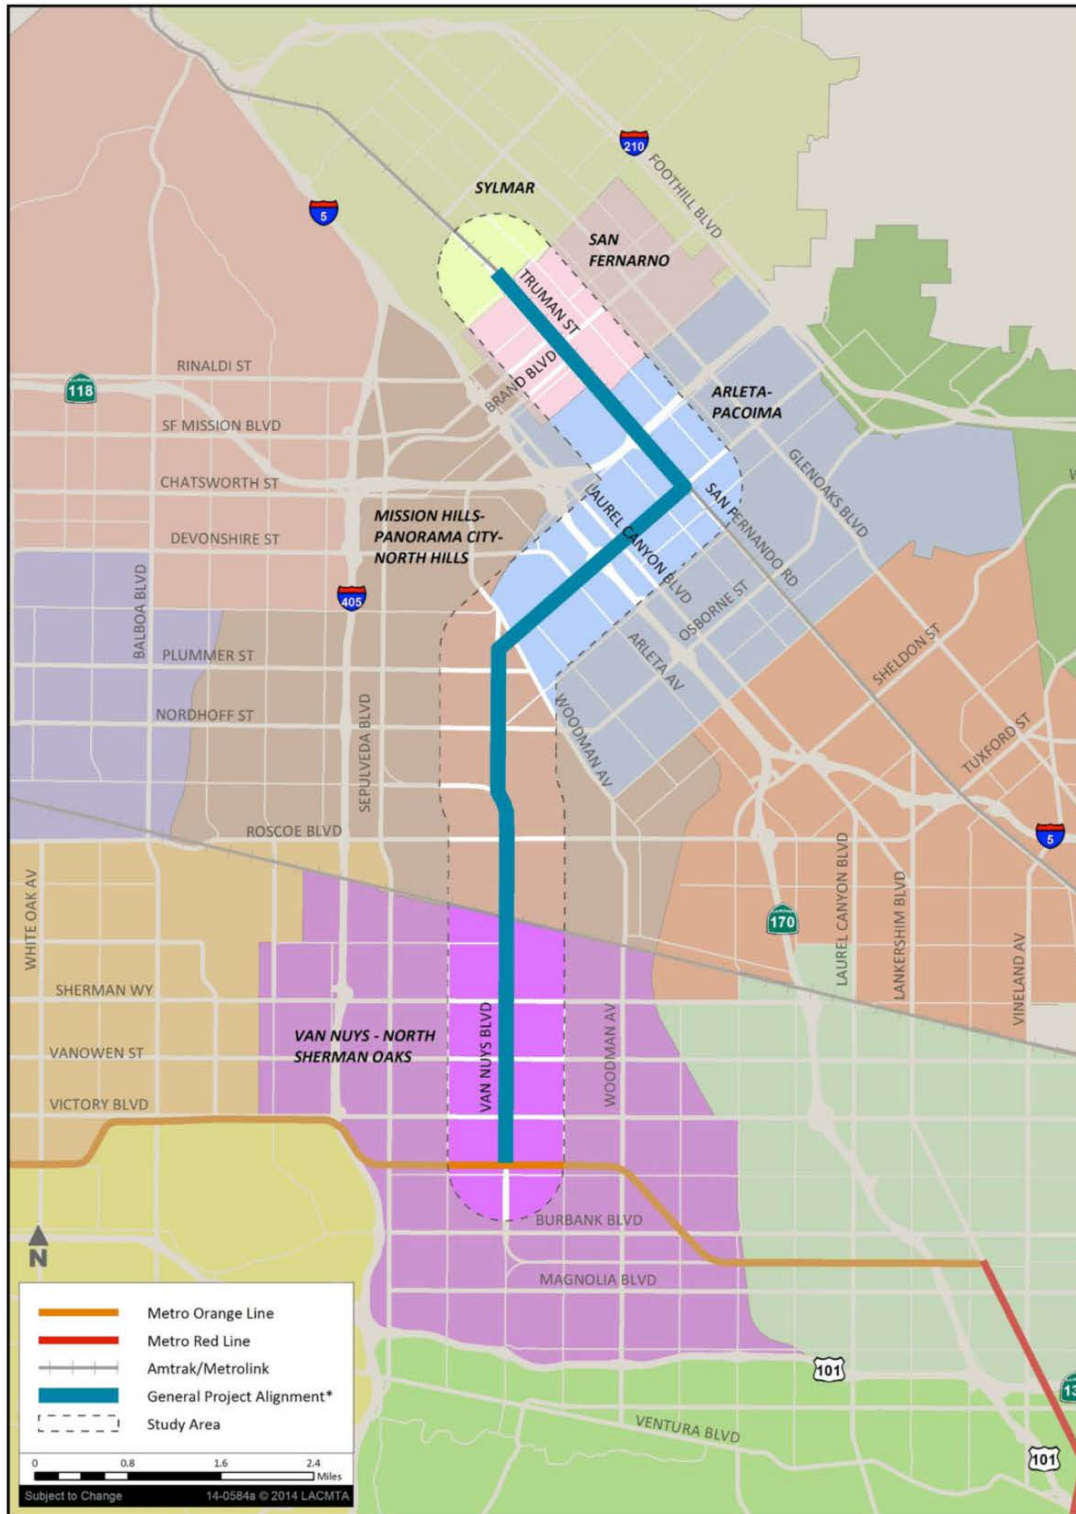 210
FOOTHILL BLVD
SYLMAR
5
SAN
FERNARNO
TRUMAN ST
RINALDI ST
118
BRAND BLVD
ARLETA-
PACOIMA
SF MISSION BLVD
GLENOAKS BLVD
CHATSWORTH ST
LAUREL CANYON BLVD
SAN FERNANDO RD
MISSION HILLS-
PANORAMA CITY-
NORTH HILLS
DEVONSHIRE ST
405
BALBOA BLVD
OSBORNE ST
ARLETA AV
SHELDON ST
PLUMMER ST
NORDHOFF ST
SEPULVEDA BLVD
WOODMAN AV
TUXFORD ST
ROSCOE BLVD
5
WHITE OAK AV
170
LAUREL CANYON BLVD
LANKERSHIM BLVD
VINELAND AV
SHERMAN WY
VAN NUYS - NORTH
SHERMAN OAKS
VAN NUYS BLVD
WOODMAN AV
VANOWEN ST
VICTORY BLVD
BURBANK BLVD
N
MAGNOLIA BLVD
Metro Orange Line
Metro Red Line
Amtrak/Metrolink
General Project Alignment*
Study Area
101
VENTURA BLVD
101
0 0.8 1.6 2.4
Miles
Subject to Change 14-0584a © 2014 LACMTA